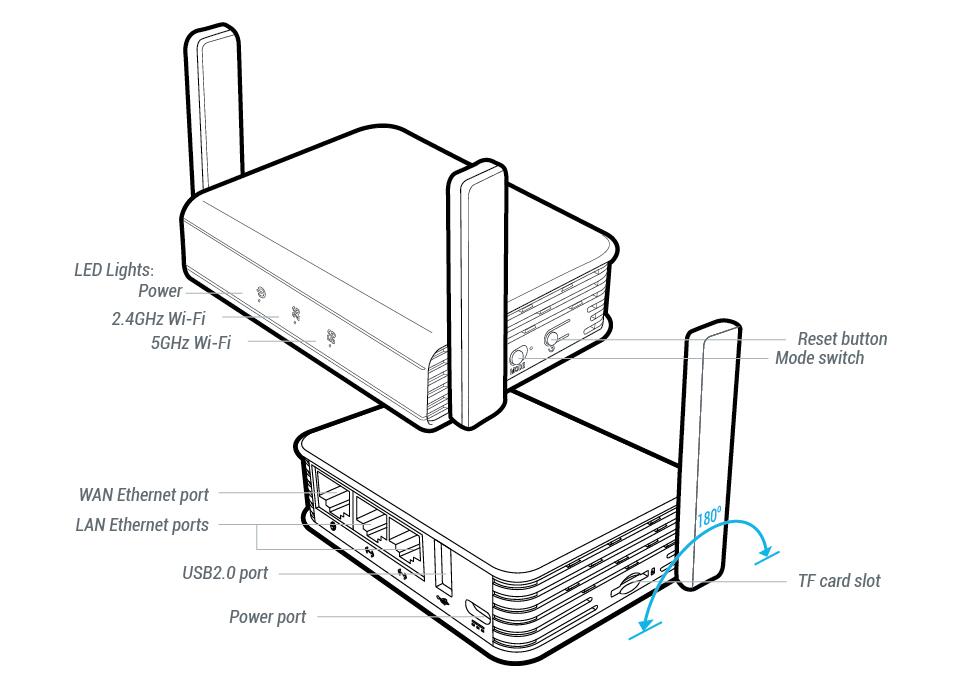 LED Lights:
Power
2.4GHz Wi-Fi
5GHz Wi-Fi
Reset button
Mode switch
MODE
WAN Ethernet port
LAN Ethernet ports
USB2.0 port
Power port
180°
TF card slot